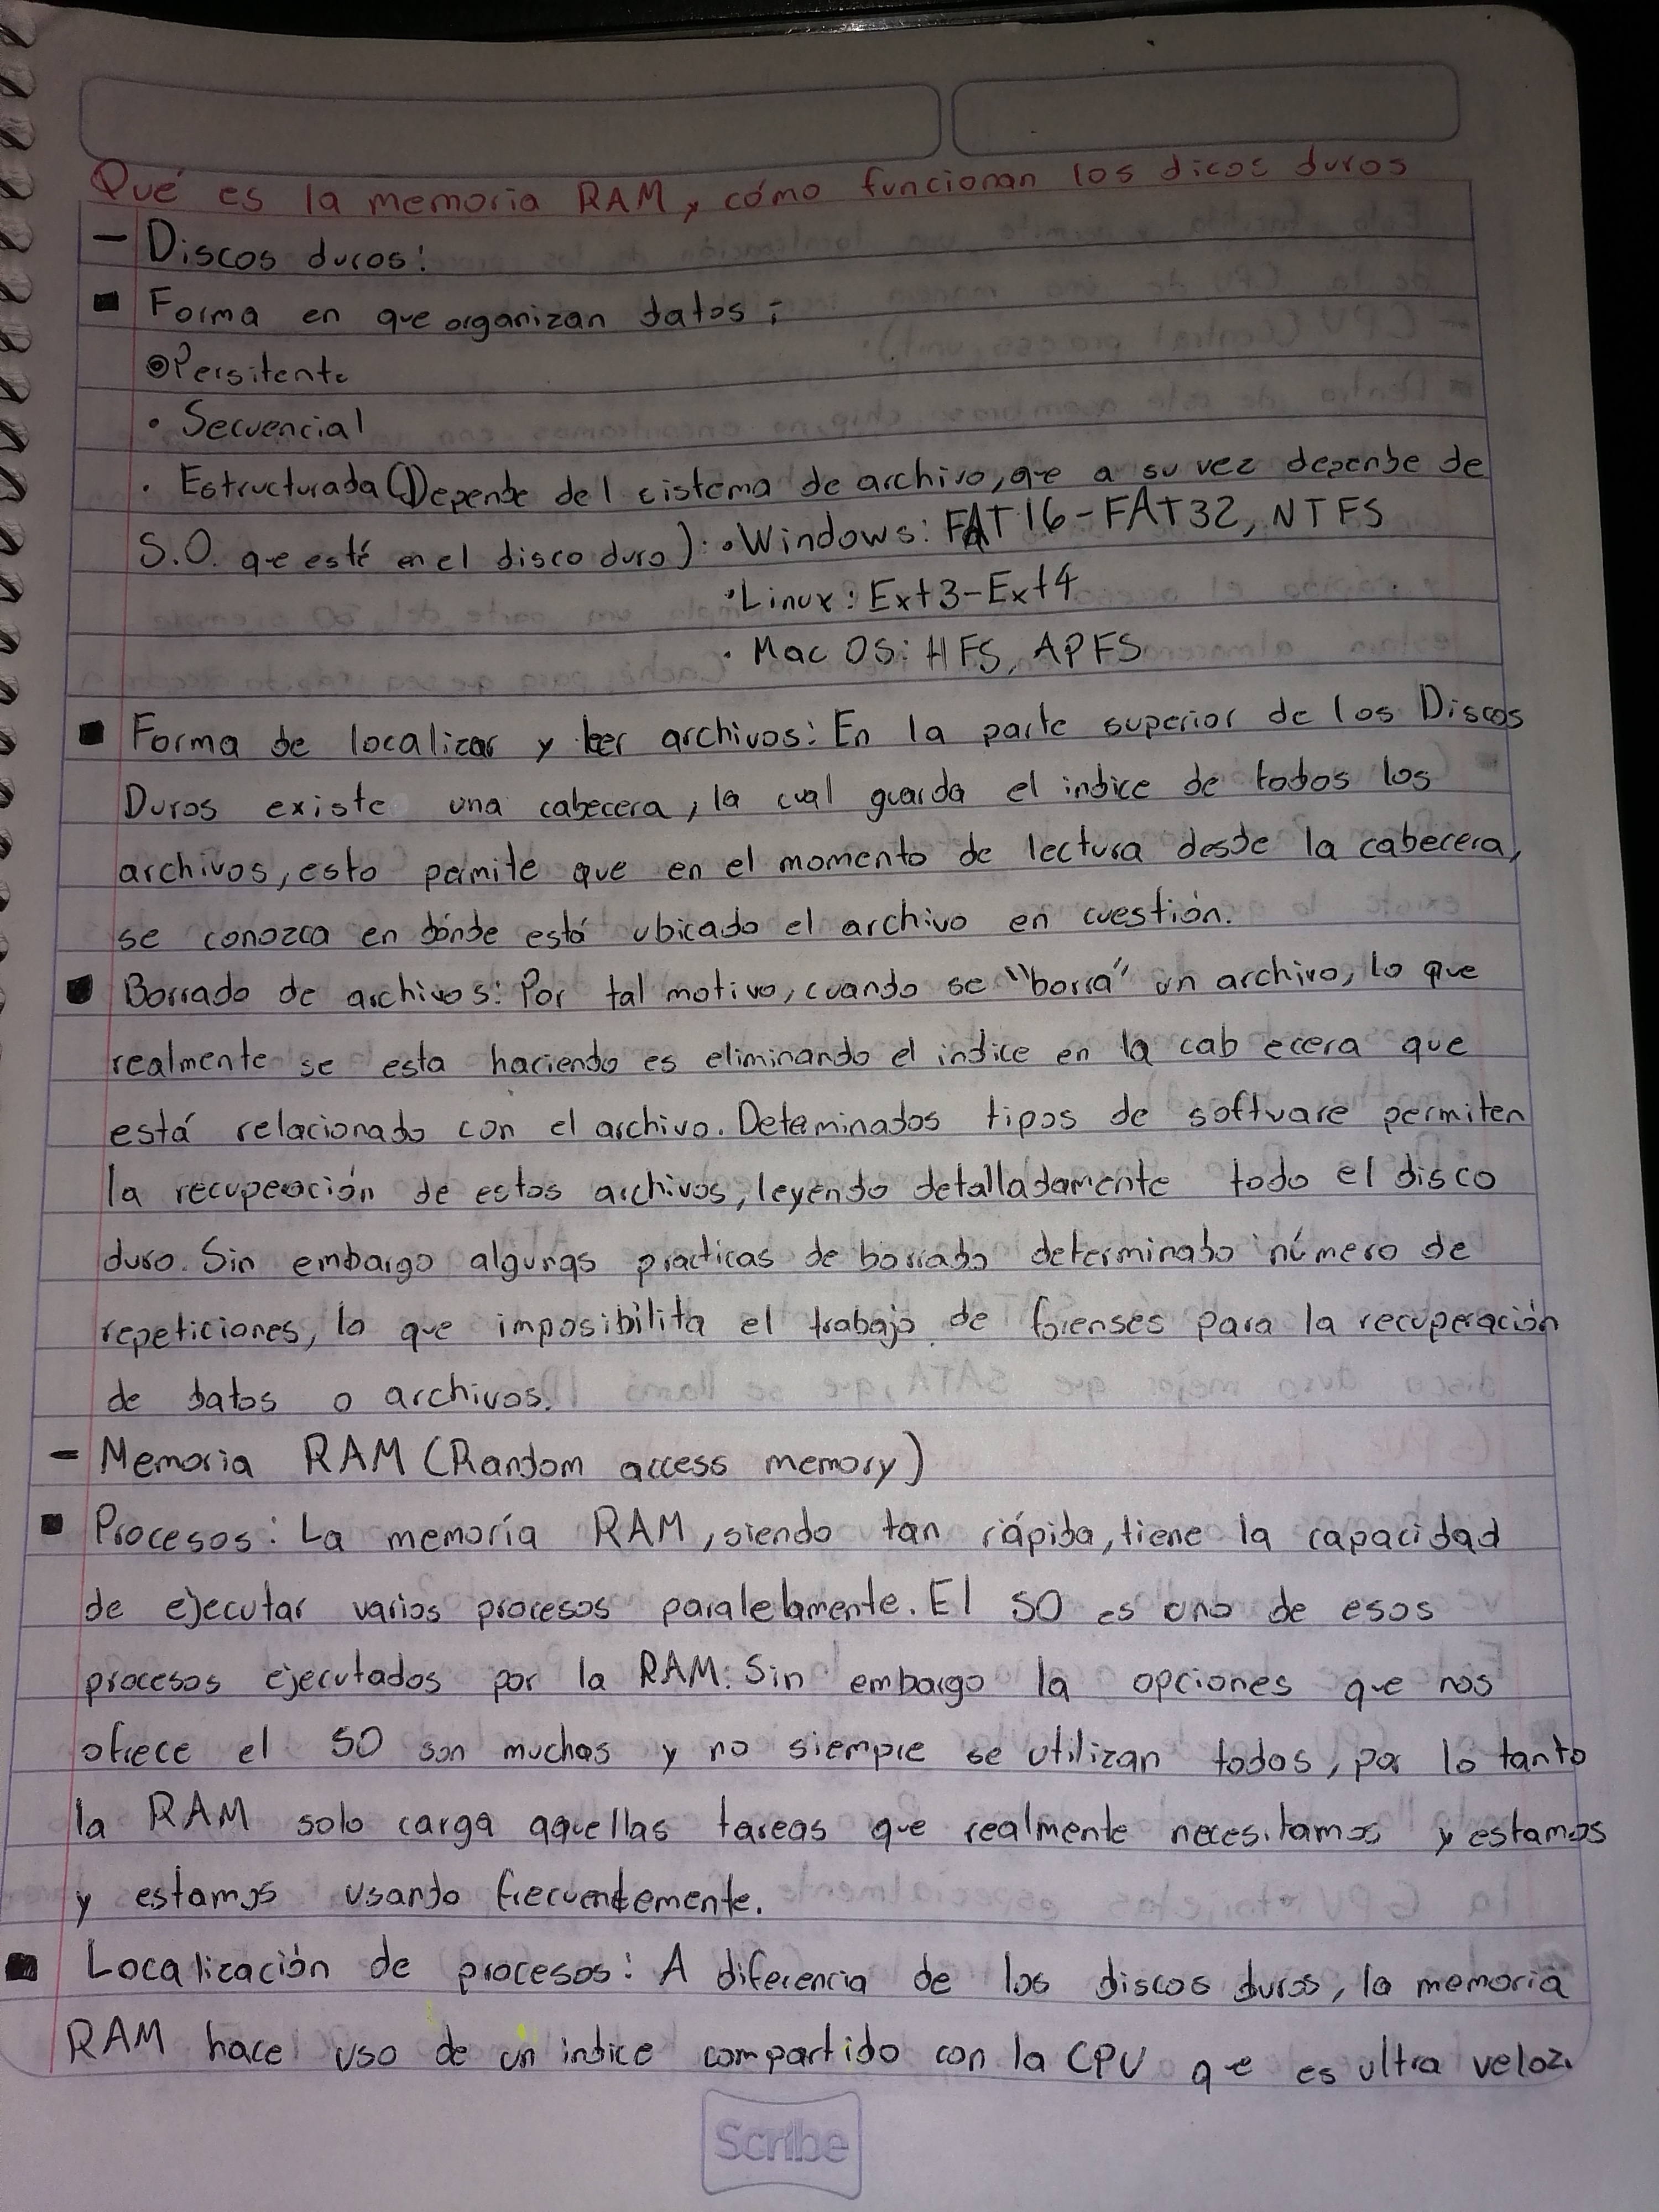 Qué es la memoria RAM y cómo funcionan los dicos duros
- Discos duros:
■ Forma en que organizan datos:
Persitente
• Secuencial
• Estructurada (Depende del sistema de archivo, que a su vez depende de
S.O. que esté en el disco duro): • Windows: FAT16-FAT32, NTFS
• Linux: Ext3-Ext4
• Mac OS: HFS, APFS
■ Forma de localizar y leer archivos: En la parte superior de los Discos
Duros existe una cabecera, la cual guarda el indice de todos los
archivos, esto permite que en el momento de lectura desde la cabecera,
se conozca en dónde está ubicado el archivo en cuestión.
■ Borrado de archivos: Por tal motivo, cuando se "borra" un archivo, lo que
realmente se esta haciendo es eliminando el indice en la cab ecera que
está relacionado con el archivo. Determinados tipos de software permiten
la recuperación de estos archivos, leyendo detalladamente todo el disco
duro. Sin embargo algunas practicas de borrado determinado número de
repeticiones, lo que imposibilita el trabajo de forenses para la recuperación
de datos o archivos.
- Memoria RAM (Random access memory)
■ Procesos: La memoria RAM, siendo tan rápida, tiene la capacidad
de ejecutar varios procesos paralelamente. El SO es uno de esos
procesos ejecutados por la RAM. Sin embargo la opciones que nos
ofrece el SO son muchas y no siempre se utilizan todos, por lo tanto
la RAM solo carga aquellas tareas que realmente necesitamos y estamos
y estamos usando frecuentemente.
■ Localización de procesos: A diferencia de los discos duros, la memoria
RAM hace uso de un indice compartido con la CPU que es ultra veloz.
Scribe